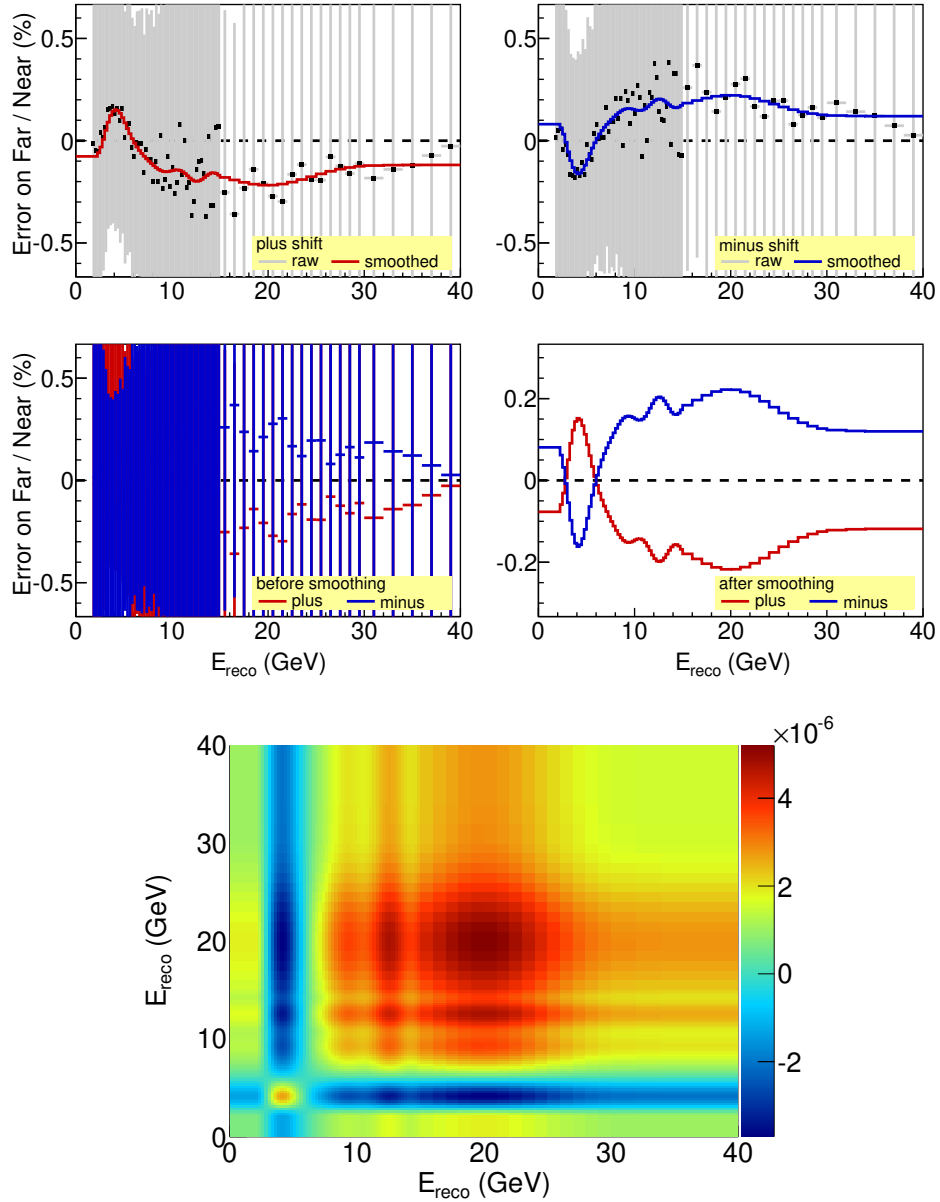 Error on Far / Near (%)
0.5
0
-0.5
plus shift
raw smoothed
0 10 20 30 40
0.5
0
-0.5
minus shift
raw smoothed
0 10 20 30 40
Error on Far / Near (%)
0.5
0
-0.5
before smoothing
plus minus
0 10 20 30 40
E_reco (GeV)
0.2
0
-0.2
after smoothing
plus minus
0 10 20 30 40
E_reco (GeV)
×10⁻⁶
E_reco (GeV)
40
30
20
10
0
0 10 20 30 40
E_reco (GeV)
4
2
0
-2